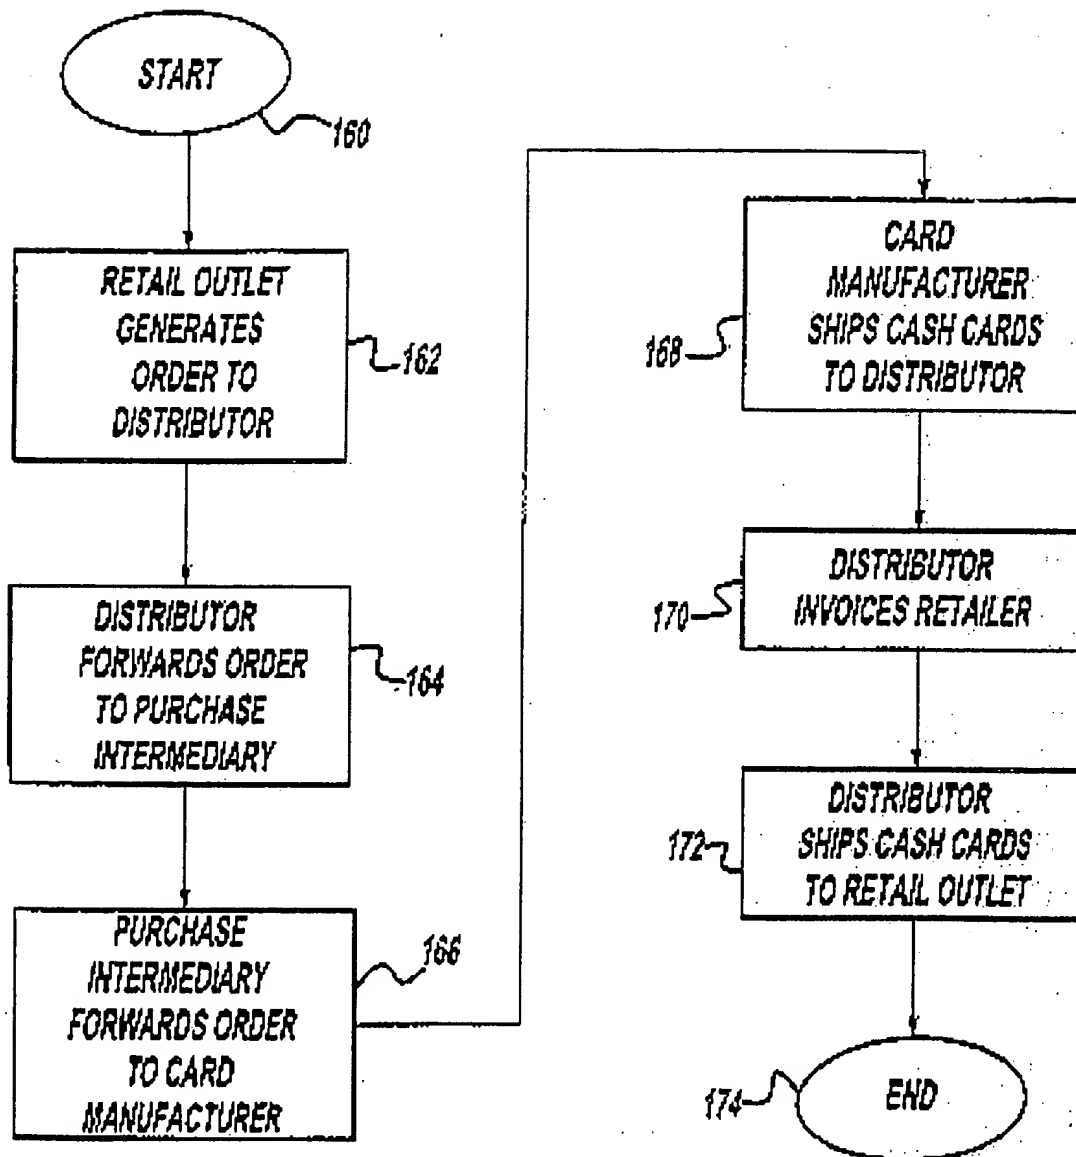 START
160
RETAIL OUTLET
GENERATES
ORDER TO
DISTRIBUTOR
162
DISTRIBUTOR
FORWARDS ORDER
TO PURCHASE
INTERMEDIARY
164
PURCHASE
INTERMEDIARY
FORWARDS ORDER
TO CARD
MANUFACTURER
166
CARD
MANUFACTURER
SHIPS CASH CARDS
TO DISTRIBUTOR
168
DISTRIBUTOR
INVOICES RETAILER
170
DISTRIBUTOR
SHIPS CASH CARDS
TO RETAIL OUTLET
172
END
174